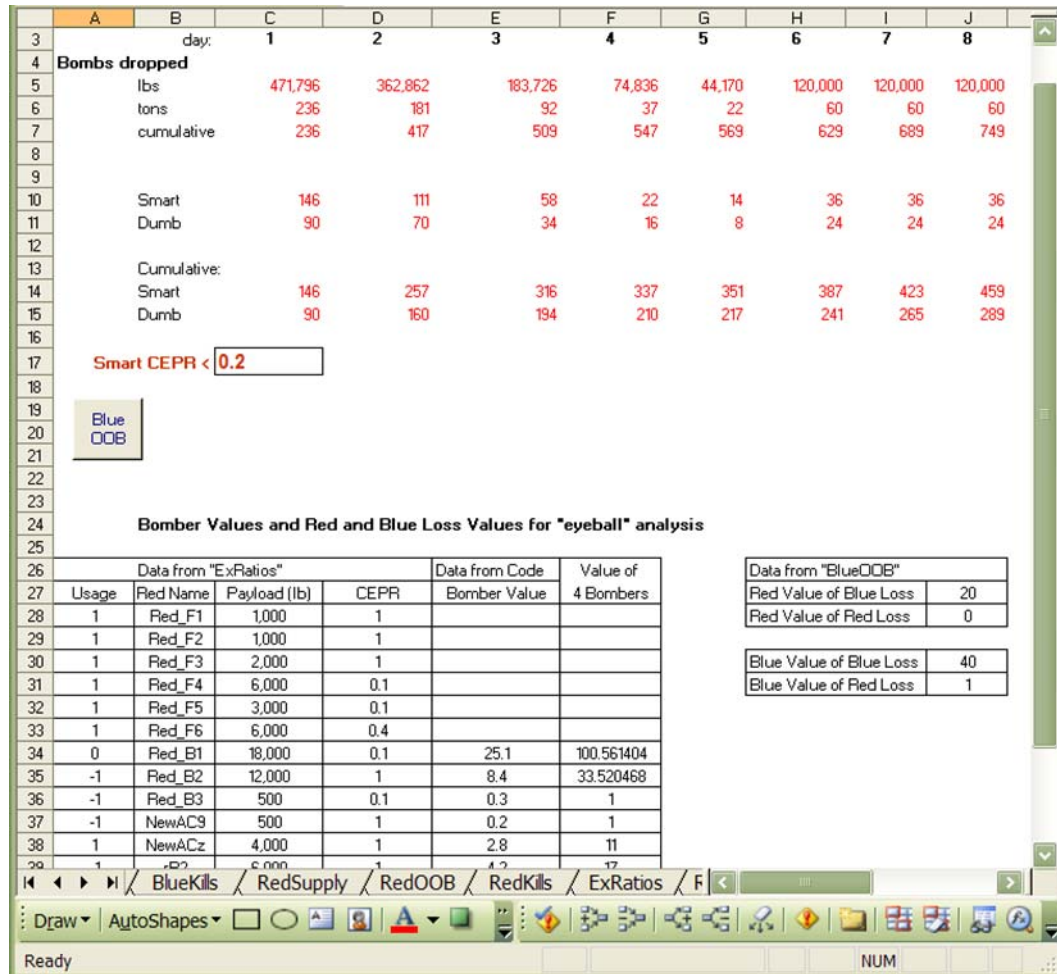 A B C D E F G H I J
3 day: 1 2 3 4 5 6 7 8
4 Bombs dropped
5 lbs 471,796 362,862 183,726 74,836 44,170 120,000 120,000 120,000
6 tons 236 181 92 37 22 60 60 60
7 cumulative 236 417 509 547 569 629 689 749
8
9
10 Smart 146 111 58 22 14 36 36 36
11 Dumb 90 70 34 16 8 24 24 24
12
13 Cumulative:
14 Smart 146 257 316 337 351 387 423 459
15 Dumb 90 160 194 210 217 241 265 289
16
17 Smart CEPR < 0.2
18
19 Blue
20 OOB
21
22
23
24 Bomber Values and Red and Blue Loss Values for "eyeball" analysis
25
26 Data from "ExRatios" Data from Code Value of Data from "BlueOOB"
27 Usage Red Name Payload (lb) CEPR Bomber Value 4 Bombers Red Value of Blue Loss 20
28 1 Red_F1 1,000 1 Red Value of Red Loss 0
29 1 Red_F2 1,000 1
30 1 Red_F3 2,000 1 Blue Value of Blue Loss 40
31 1 Red_F4 6,000 0.1 Blue Value of Red Loss 1
32 1 Red_F5 3,000 0.1
33 1 Red_F6 6,000 0.4
34 0 Red_B1 18,000 0.1 25.1 100.561404
35 -1 Red_B2 12,000 1 8.4 33.520468
36 -1 Red_B3 500 0.1 0.3 1
37 -1 NewAC9 500 1 0.2 1
38 1 NewACz 4,000 1 2.8 11
39 1 6,000 1 4.2 17
BlueKills RedSupply RedOOB RedKills ExRatios
Draw AutoShapes A
Ready NUM